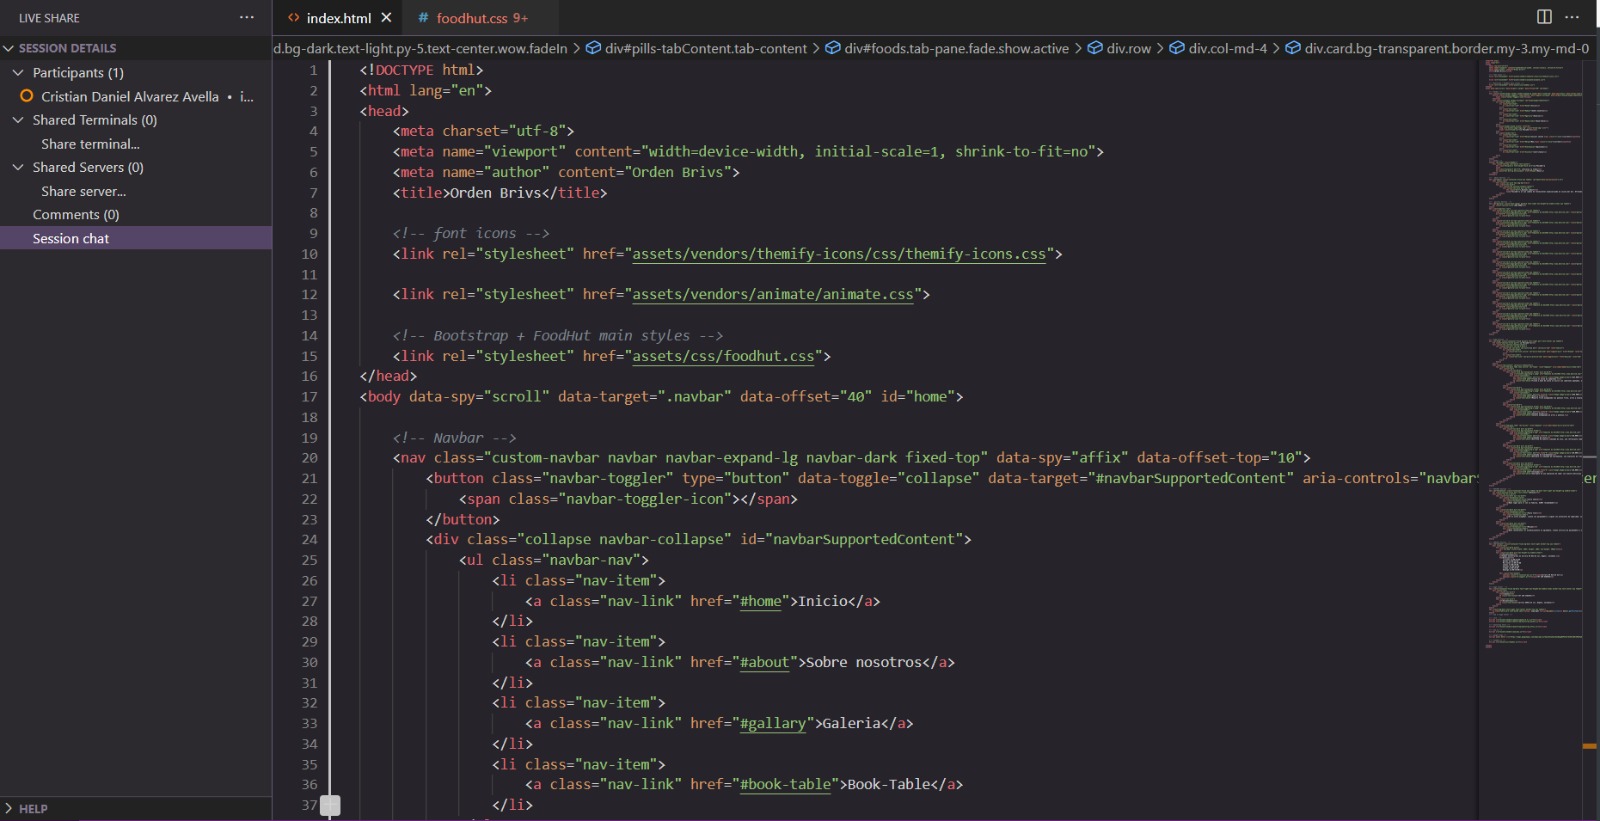 LIVE SHARE
SESSION DETAILS
Participants (1)
Cristian Daniel Alvarez Avella • i...
Shared Terminals (0)
Share terminal...
Shared Servers (0)
Share server...
Comments (0)
Session chat
HELP
index.html
# foodhut.css 9+
d.bg-dark.text-light.py-5.text-center.wow.fadeIn > div#pills-tabContent.tab-content > div#foods.tab-pane.fade.show.active > div.row > div.col-md-4 > div.card.bg-transparent.border.my-3.my-md-0
1 <!DOCTYPE html>
2 <html lang="en">
3 <head>
4 <meta charset="utf-8">
5 <meta name="viewport" content="width=device-width, initial-scale=1, shrink-to-fit=no">
6 <meta name="author" content="Orden Brivs">
7 <title>Orden Brivs</title>
8
9 <!-- font icons -->
10 <link rel="stylesheet" href="assets/vendors/themify-icons/css/themify-icons.css">
11
12 <link rel="stylesheet" href="assets/vendors/animate/animate.css">
13
14 <!-- Bootstrap + FoodHut main styles -->
15 <link rel="stylesheet" href="assets/css/foodhut.css">
16 </head>
17 <body data-spy="scroll" data-target=".navbar" data-offset="40" id="home">
18
19 <!-- Navbar -->
20 <nav class="custom-navbar navbar navbar-expand-lg navbar-dark fixed-top" data-spy="affix" data-offset-top="10">
21 <button class="navbar-toggler" type="button" data-toggle="collapse" data-target="#navbarSupportedContent" aria-controls="navbar
22 <span class="navbar-toggler-icon"></span>
23 </button>
24 <div class="collapse navbar-collapse" id="navbarSupportedContent">
25 <ul class="navbar-nav">
26 <li class="nav-item">
27 <a class="nav-link" href="#home">Inicio</a>
28 </li>
29 <li class="nav-item">
30 <a class="nav-link" href="#about">Sobre nosotros</a>
31 </li>
32 <li class="nav-item">
33 <a class="nav-link" href="#gallary">Galeria</a>
34 </li>
35 <li class="nav-item">
36 <a class="nav-link" href="#book-table">Book-Table</a>
37 </li>